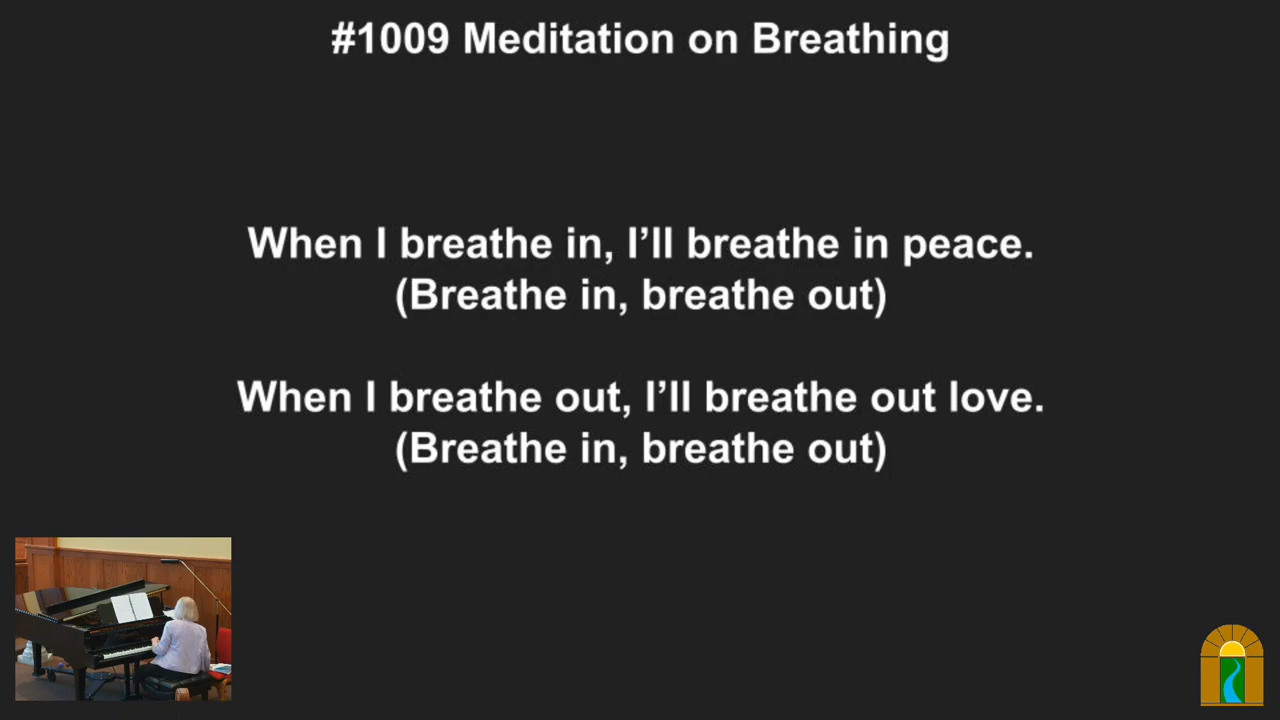 #1009 Meditation on Breathing
When I breathe in, I’ll breathe in peace.
(Breathe in, breathe out)
When I breathe out, I’ll breathe out love.
(Breathe in, breathe out)